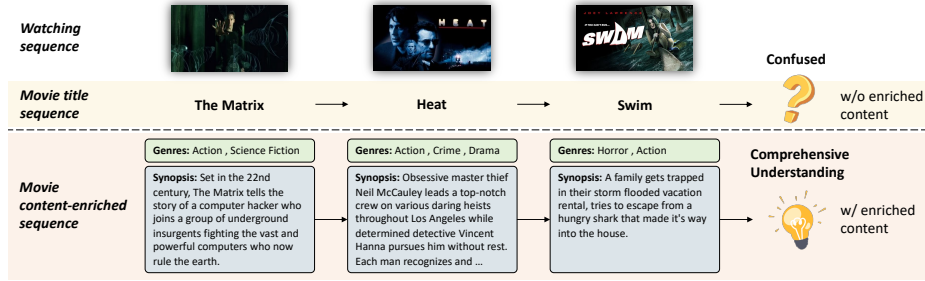 Watching
sequence
HEAT
SWIM
Confused
Movie title
sequence
The Matrix
Heat
Swim
w/o enriched
content
Movie
content-enriched
sequence
Genres: Action , Science Fiction
Synopsis: Set in the 22nd
century, The Matrix tells the
story of a computer hacker who
joins a group of underground
insurgents fighting the vast and
powerful computers who now
rule the earth.
Genres: Action , Crime , Drama
Synopsis: Obsessive master thief
Neil McCauley leads a top-notch
crew on various daring heists
throughout Los Angeles while
determined detective Vincent
Hanna pursues him without rest.
Each man recognizes and ...
Genres: Horror , Action
Synopsis: A family gets trapped
in their storm flooded vacation
rental, tries to escape from a
hungry shark that made it's way
into the house.
Comprehensive
Understanding
w/ enriched
content